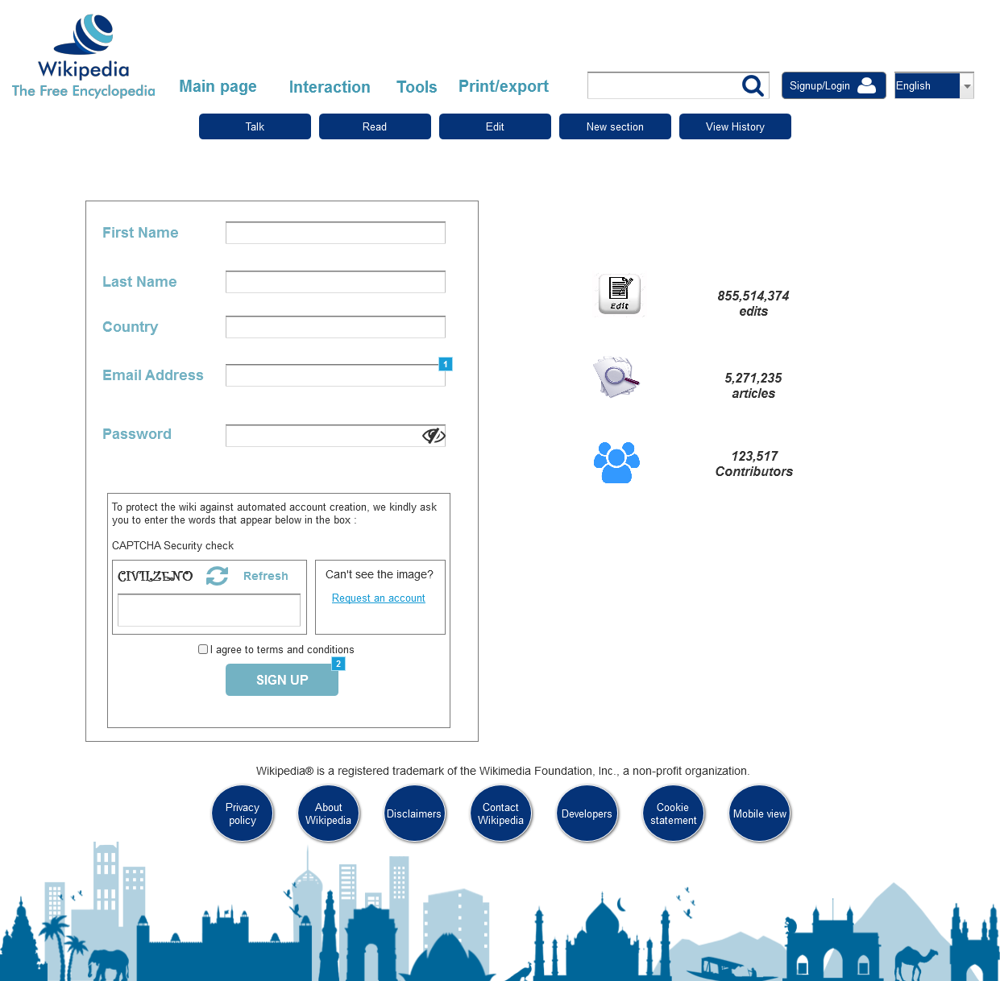 Wikipedia
The Free Encyclopedia
Main page
Interaction
Tools
Print/export
Signup/Login
English
Talk
Read
Edit
New section
View History
First Name
Last Name
Country
Email Address
1
Password
To protect the wiki against automated account creation, we kindly ask
you to enter the words that appear below in the box :
CAPTCHA Security check
CIVILZENO
Refresh
Can't see the image?
Request an account
I agree to terms and conditions
2
SIGN UP
Edit
855,514,374
edits
5,271,235
articles
123,517
Contributors
Wikipedia® is a registered trademark of the Wikimedia Foundation, Inc., a non-profit organization.
Privacy
policy
About
Wikipedia
Disclaimers
Contact
Wikipedia
Developers
Cookie
statement
Mobile view